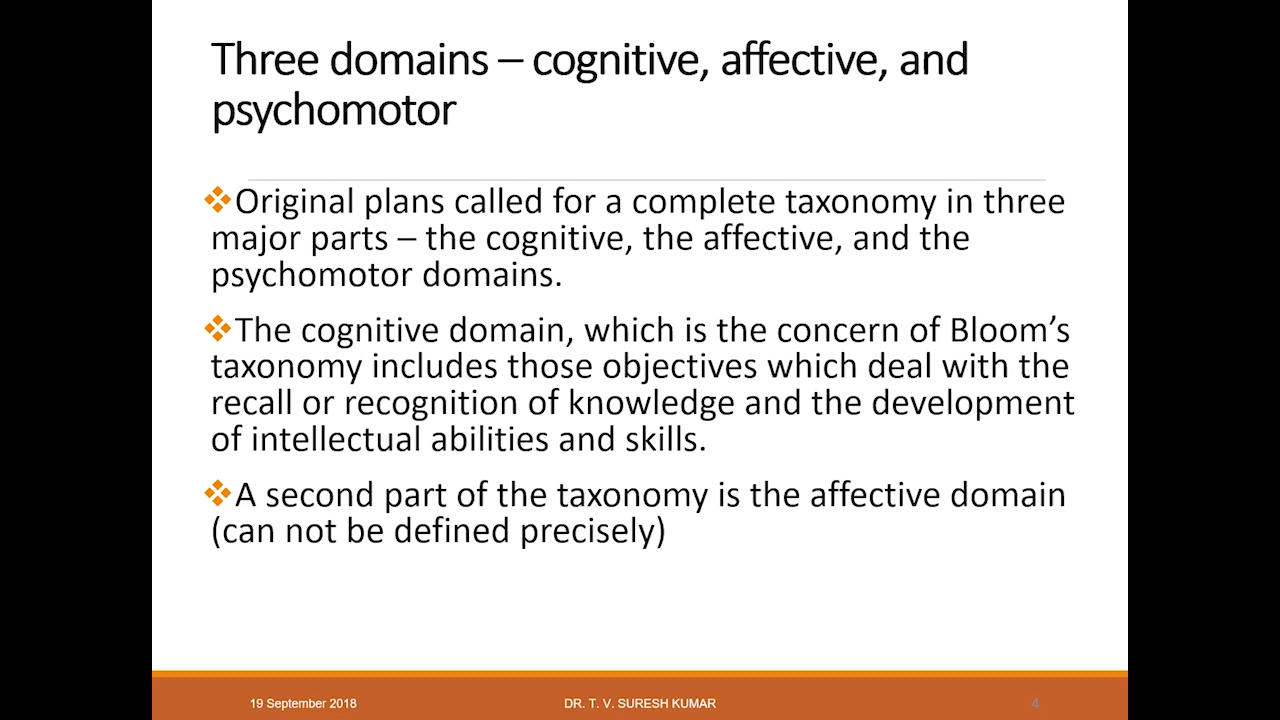 Three domains – cognitive, affective, and
psychomotor
Original plans called for a complete taxonomy in three
major parts – the cognitive, the affective, and the
psychomotor domains.
The cognitive domain, which is the concern of Bloom’s
taxonomy includes those objectives which deal with the
recall or recognition of knowledge and the development
of intellectual abilities and skills.
A second part of the taxonomy is the affective domain
(can not be defined precisely)
19 September 2018
DR. T. V. SURESH KUMAR
4